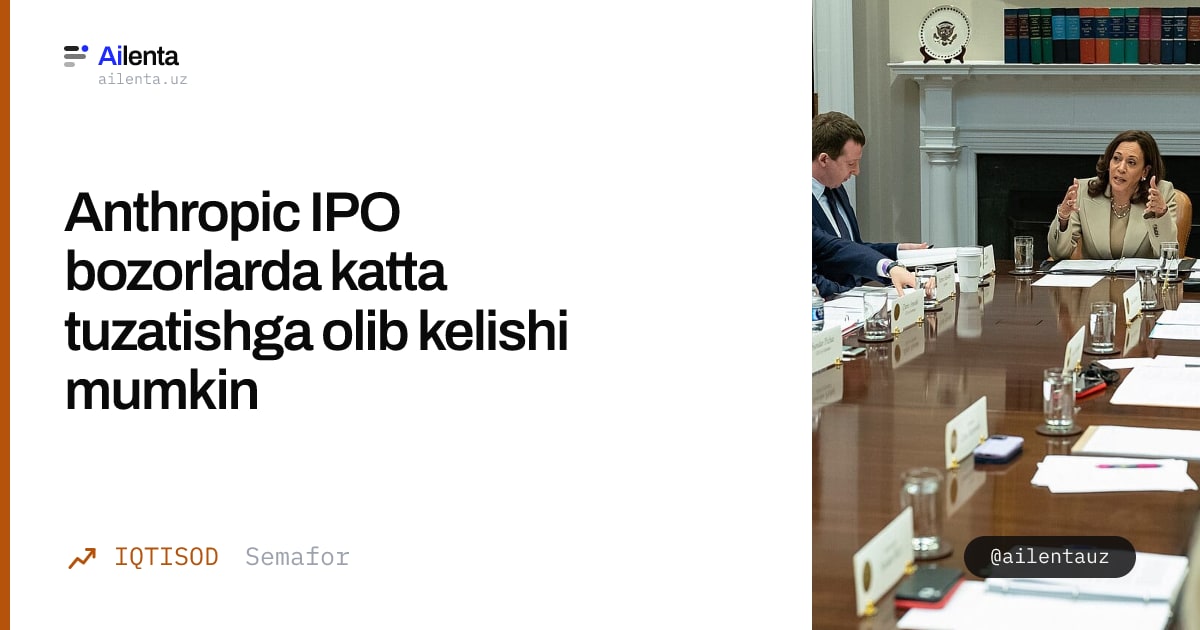 Ailenta
ailenta.uz
Anthropic IPO
bozorlarda katta
tuzatishga olib kelishi
mumkin
IQTISOD Semafor
@ailentauz